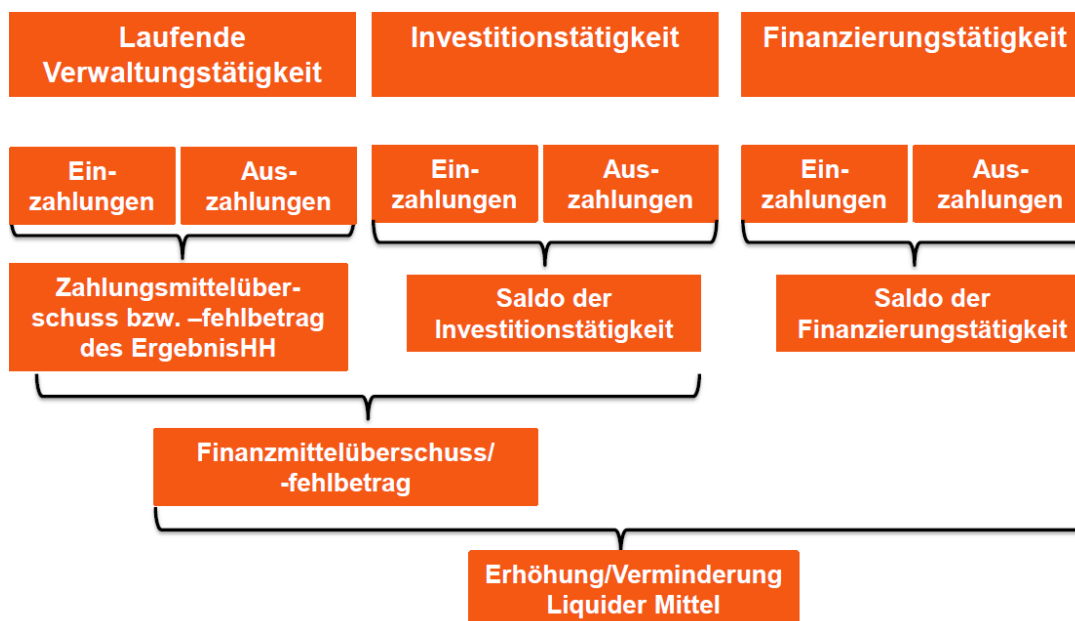 Laufende
Verwaltungstätigkeit
Investitionstätigkeit
Finanzierungstätigkeit
Ein-
zahlungen
Aus-
zahlungen
Ein-
zahlungen
Aus-
zahlungen
Ein-
zahlungen
Aus-
zahlungen
Zahlungsmittelüber-
schuss bzw. –fehlbetrag
des ErgebnisHH
Saldo der
Investitionstätigkeit
Saldo der
Finanzierungstätigkeit
Finanzmittelüberschuss/
-fehlbetrag
Erhöhung/Verminderung
Liquider Mittel